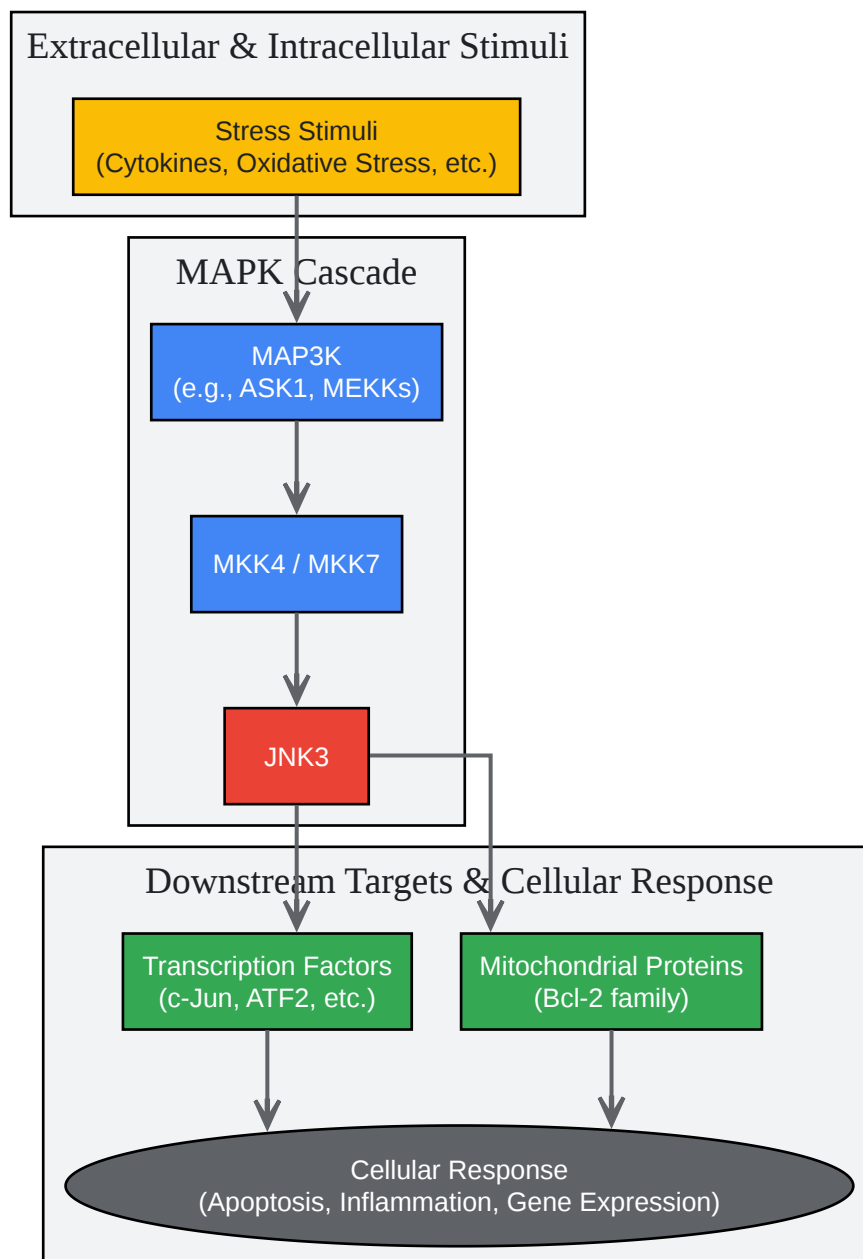 Extracellular & Intracellular Stimuli
Stress Stimuli
(Cytokines, Oxidative Stress, etc.)
MAPK Cascade
MAP3K
(e.g., ASK1, MEKKs)
MKK4 / MKK7
JNK3
Downstream Targets & Cellular Response
Transcription Factors
(c-Jun, ATF2, etc.)
Mitochondrial Proteins
(Bcl-2 family)
Cellular Response
(Apoptosis, Inflammation, Gene Expression)